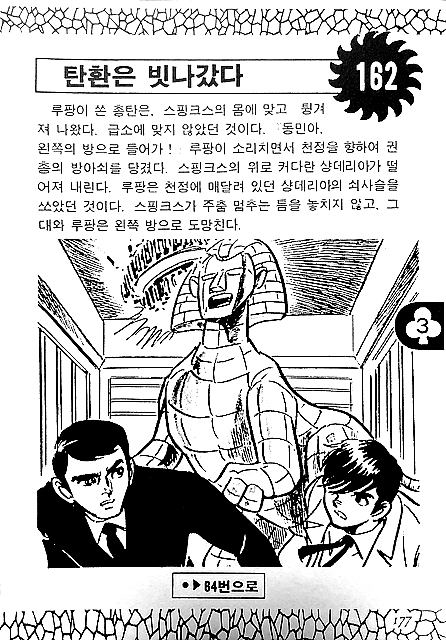 탄환은 빗나갔다
162
루팡이 쏜 총탄은, 스핑크스의 몸에 맞고 튕겨
져 나왔다. 급소에 맞지 않았던 것이다. 「동민아,
왼쪽의 방으로 들어가! 」루팡이 소리치면서 천정을 향하여 권
총의 방아쇠를 당겼다. 스핑크스의 위로 커다란 샹데리아가 떨
어져 내린다. 루팡은 천정에 매달려 있던 샹데리아의 쇠사슬을
쏘았던 것이다. 스핑크스가 주춤 멈추는 틈을 놓치지 않고, 그
대와 루팡은 왼쪽 방으로 도망친다.
3
●▶64번으로
177